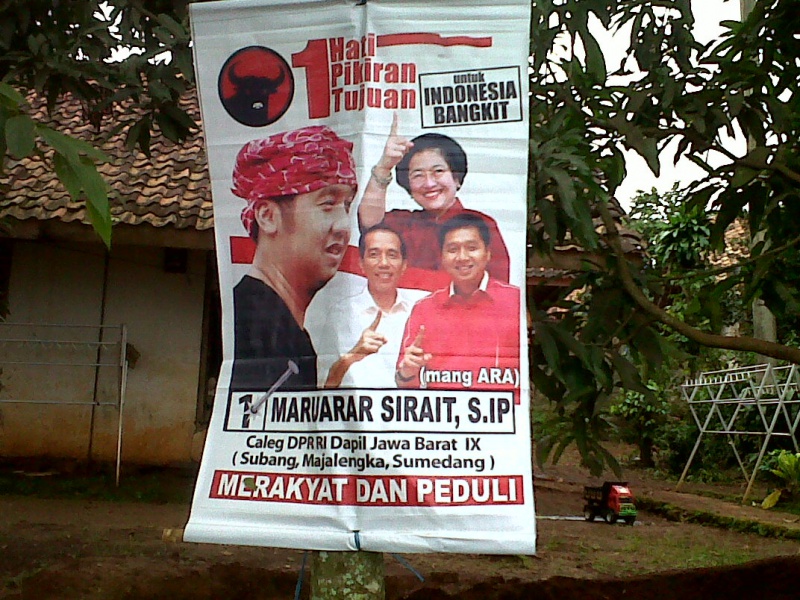 1 Hati
Pikiran
Tujuan
untuk
INDONESIA
BANGKIT
(mang ARA)
1 MARUARAR SIRAIT, S.IP
Caleg DPRRI Dapil Jawa Barat IX
( Subang, Majalengka, Sumedang )
MERAKYAT DAN PEDULI